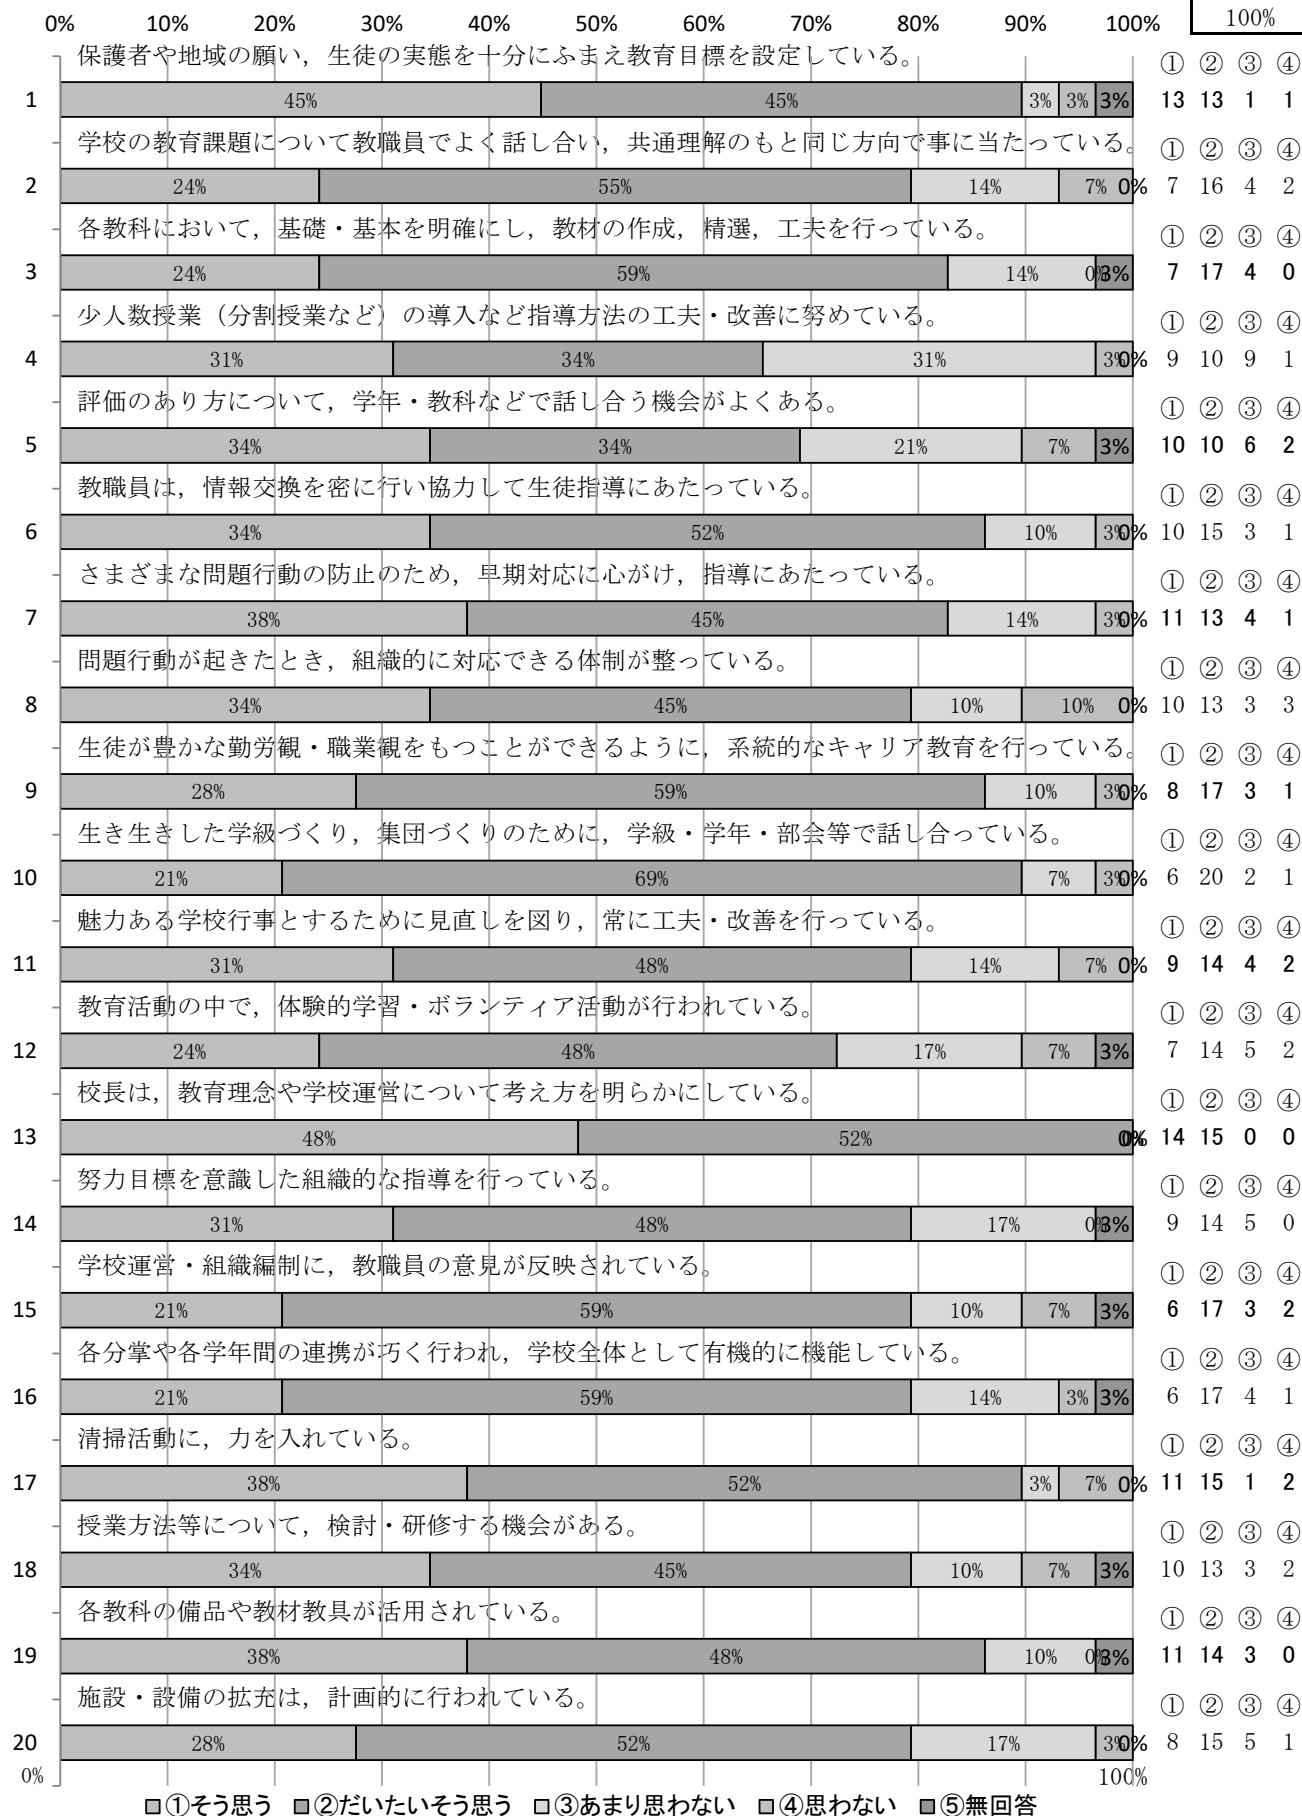 0% 10% 20% 30% 40% 50% 60% 70% 80% 90% 100% 100%
保護者や地域の願い，生徒の実態を十分にふまえ教育目標を設定している。 ① ② ③ ④
1 45% 45% 3% 3% 3% 13 13 1 1
学校の教育課題について教職員でよく話し合い，共通理解のもと同じ方向で事に当たっている。 ① ② ③ ④
2 24% 55% 14% 7% 0% 7 16 4 2
各教科において，基礎・基本を明確にし，教材の作成，精選，工夫を行っている。 ① ② ③ ④
3 24% 59% 14% 0% 3% 7 17 4 0
少人数授業（分割授業など）の導入など指導方法の工夫・改善に努めている。 ① ② ③ ④
4 31% 34% 31% 3% 0% 9 10 9 1
評価のあり方について，学年・教科などで話し合う機会がよくある。 ① ② ③ ④
5 34% 34% 21% 7% 3% 10 10 6 2
教職員は，情報交換を密に行い協力して生徒指導にあたっている。 ① ② ③ ④
6 34% 52% 10% 3% 0% 10 15 3 1
さまざまな問題行動の防止のため，早期対応に心がけ，指導にあたっている。 ① ② ③ ④
7 38% 45% 14% 3% 0% 11 13 4 1
問題行動が起きたとき，組織的に対応できる体制が整っている。 ① ② ③ ④
8 34% 45% 10% 10% 0% 10 13 3 3
生徒が豊かな勤労観・職業観をもつことができるように，系統的なキャリア教育を行っている。 ① ② ③ ④
9 28% 59% 10% 3% 0% 8 17 3 1
生き生きした学級づくり，集団づくりのために，学級・学年・部会等で話し合っている。 ① ② ③ ④
10 21% 69% 7% 3% 0% 6 20 2 1
魅力ある学校行事とするために見直しを図り，常に工夫・改善を行っている。 ① ② ③ ④
11 31% 48% 14% 7% 0% 9 14 4 2
教育活動の中で，体験的学習・ボランティア活動が行われている。 ① ② ③ ④
12 24% 48% 17% 7% 3% 7 14 5 2
校長は，教育理念や学校運営について考え方を明らかにしている。 ① ② ③ ④
13 48% 52% 0% 14 15 0 0
努力目標を意識した組織的な指導を行っている。 ① ② ③ ④
14 31% 48% 17% 0% 3% 9 14 5 0
学校運営・組織編制に，教職員の意見が反映されている。 ① ② ③ ④
15 21% 59% 10% 7% 3% 6 17 3 2
各分掌や各学年間の連携が巧く行われ，学校全体として有機的に機能している。 ① ② ③ ④
16 21% 59% 14% 3% 3% 6 17 4 1
清掃活動に，力を入れている。 ① ② ③ ④
17 38% 52% 3% 7% 0% 11 15 1 2
授業方法等について，検討・研修する機会がある。 ① ② ③ ④
18 34% 45% 10% 7% 3% 10 13 3 2
各教科の備品や教材教具が活用されている。 ① ② ③ ④
19 38% 48% 10% 0% 3% 11 14 3 0
施設・設備の拡充は，計画的に行われている。 ① ② ③ ④
20 28% 52% 17% 3% 0% 8 15 5 1
0% 100%
①そう思う ②だいたいそう思う ③あまり思わない ④思わない ⑤無回答